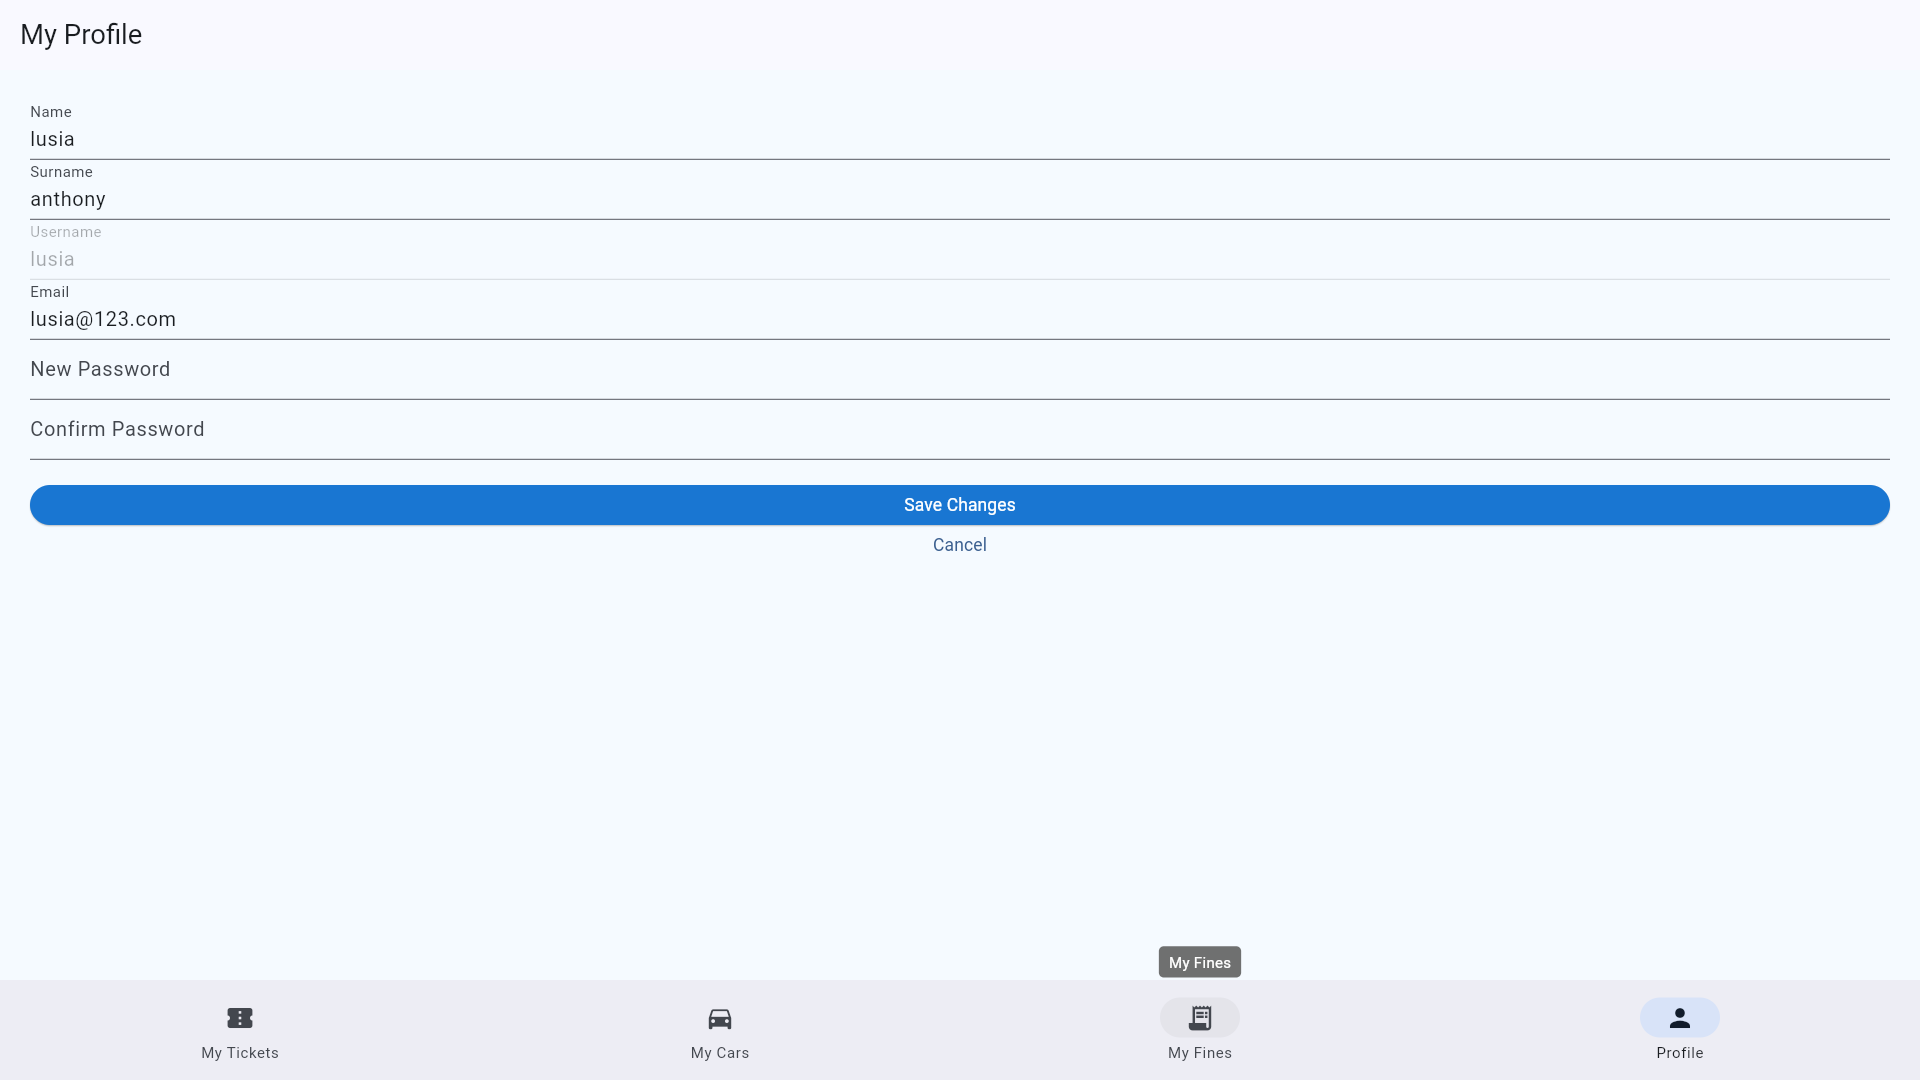 My Profile
Name
lusia
Surname
anthony
Username
lusia
Email
lusia@123.com
New Password
Confirm Password
Save Changes
Cancel
My Fines
My Tickets
My Cars
My Fines
Profile